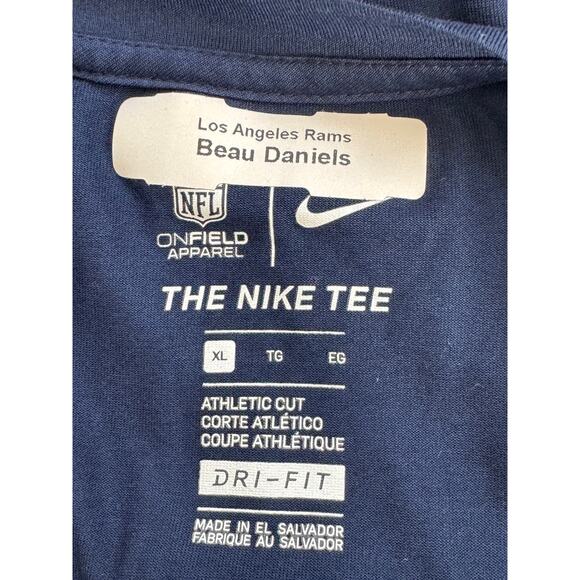 Los Angeles Rams
Beau Daniels
NFL
ONFIELD
APPAREL
THE NIKE TEE
XL TG EG
ATHLETIC CUT
CORTE ATLÉTICO
COUPE ATHLÉTIQUE
DRI-FIT
MADE IN EL SALVADOR
FABRIQUE AU SALVADOR